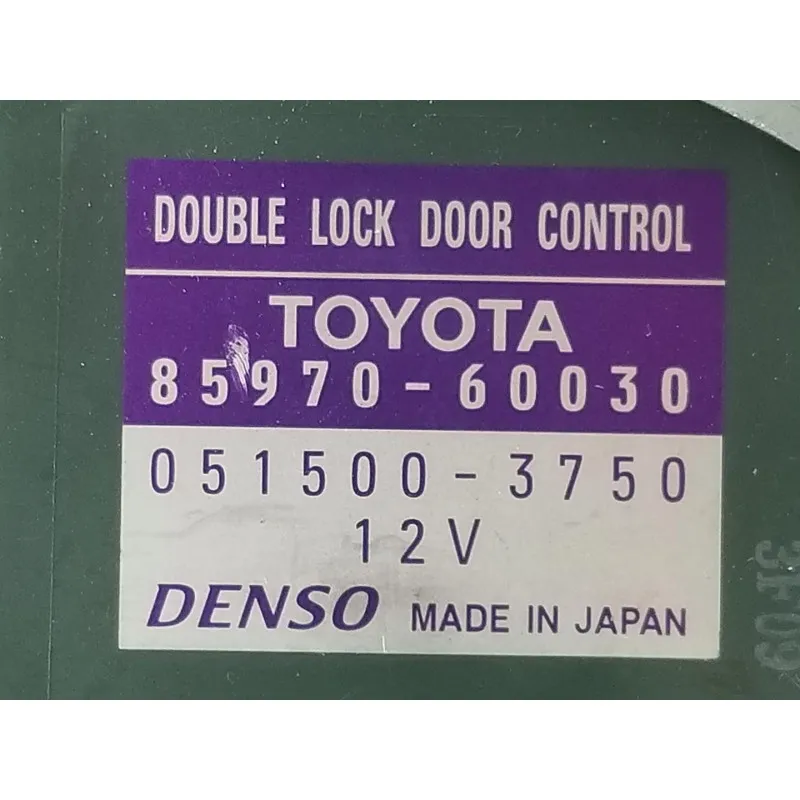 DOUBLE LOCK DOOR CONTROL
TOYOTA
85970-60030
051500-3750
12V
DENSO MADE IN JAPAN